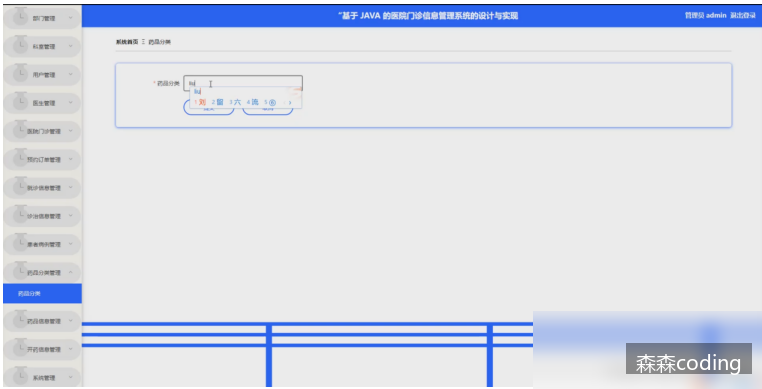 "基于 JAVA 的医院门诊信息管理系统的设计与实现
管理员 admin 退出登录
部门管理
科室管理
用户管理
医生管理
医院门诊管理
预约订单管理
就诊信息管理
诊治信息管理
患者病例管理
药品分类管理
药品分类
药品信息管理
开药信息管理
系统管理
系统首页
药品分类
* 药品分类
liu
1 刘 2 留 3 六 4 流 5
森森coding